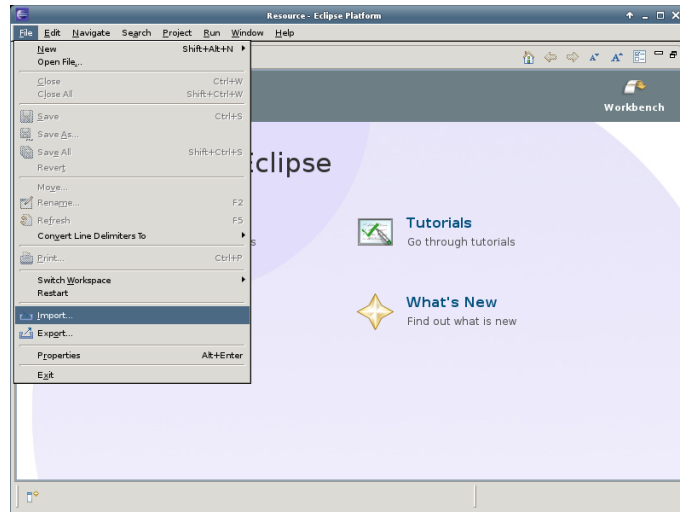 Resource - Eclipse Platform
File Edit Navigate Search Project Run Window Help
New Shift+Alt+N
Open File...
Close Ctrl+W
Close All Shift+Ctrl+W
Save Ctrl+S
Save As...
Save All Shift+Ctrl+S
Revert
Move...
Rename... F2
Refresh F5
Convert Line Delimiters To
Print... Ctrl+P
Switch Workspace
Restart
Import...
Export...
Properties Alt+Enter
Exit
Workbench
Eclipse
Tutorials
Go through tutorials
What's New
Find out what is new